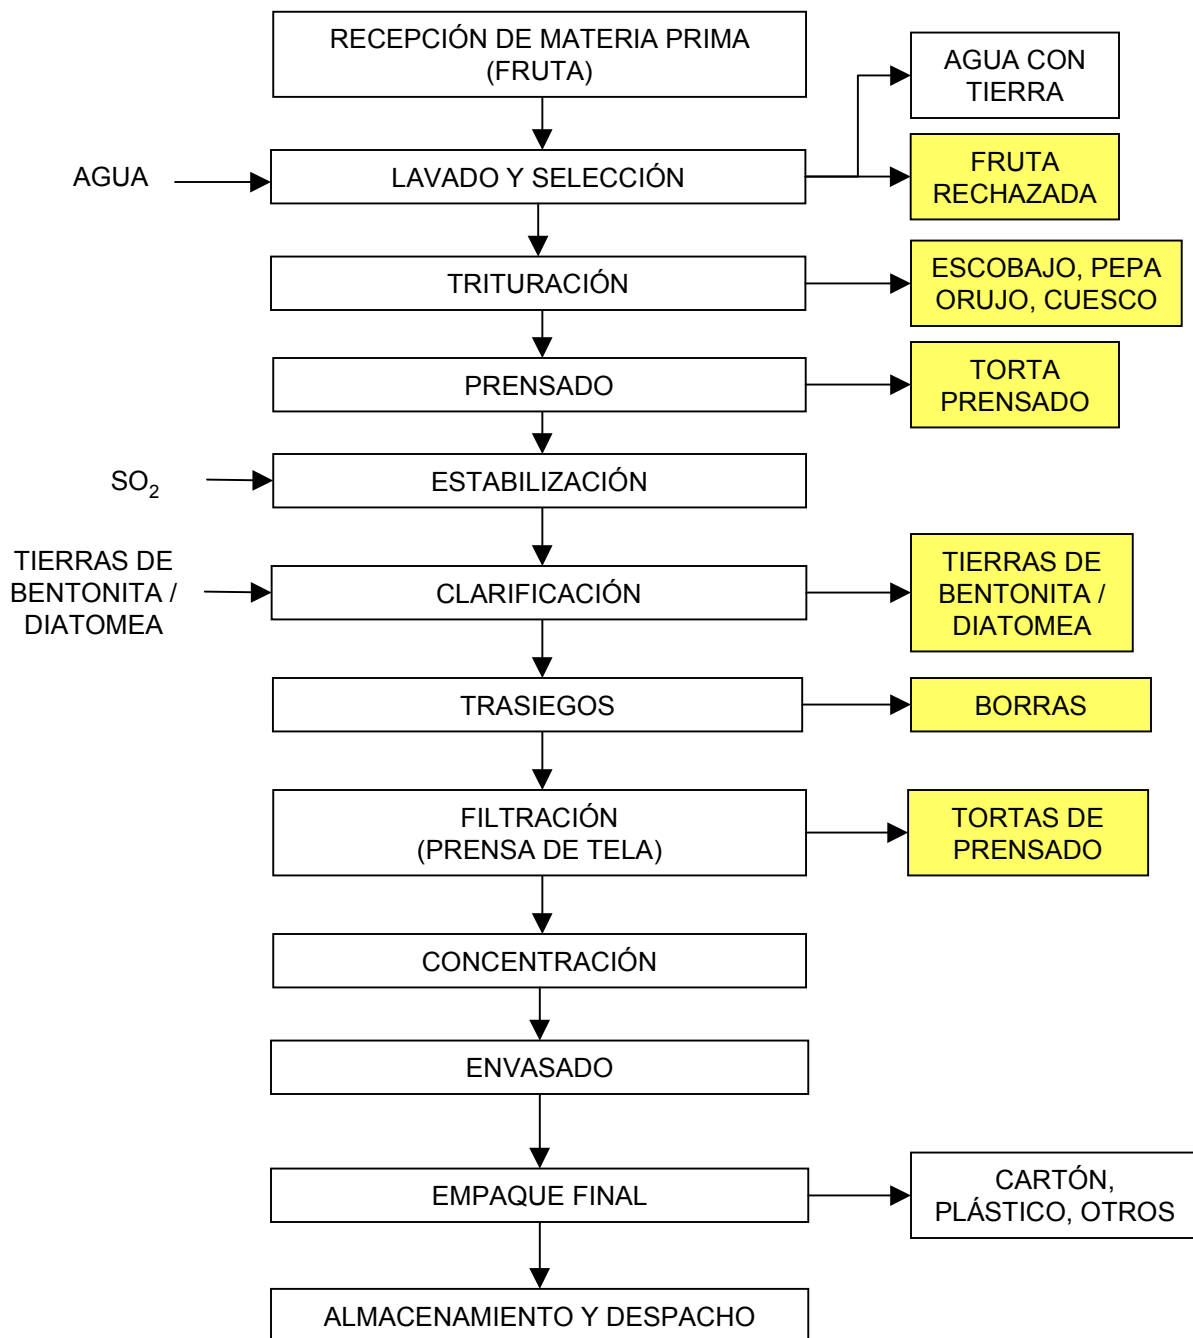 RECEPCIÓN DE MATERIA PRIMA
(FRUTA)
AGUA CON
TIERRA
AGUA
LAVADO Y SELECCIÓN
FRUTA
RECHAZADA
TRITURACIÓN
ESCOBAJO, PEPA
ORUJO, CUESCO
PRENSADO
TORTA
PRENSADO
SO₂
ESTABILIZACIÓN
TIERRAS DE
BENTONITA /
DIATOMEA
CLARIFICACIÓN
TIERRAS DE
BENTONITA /
DIATOMEA
TRASIEGOS
BORRAS
FILTRACIÓN
(PRENSA DE TELA)
TORTAS DE
PRENSADO
CONCENTRACIÓN
ENVASADO
EMPAQUE FINAL
CARTÓN,
PLÁSTICO, OTROS
ALMACENAMIENTO Y DESPACHO